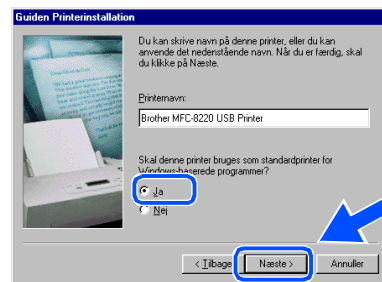 Guiden Printerinstallation
Du kan skrive navn på denne printer, eller du kan
anvende det nedenstående navn. Når du er færdig, skal
du klikke på Næste.
Printernavn:
Brother MFC-8220 USB Printer
Skal denne printer bruges som standardprinter for
Windows-baserede programmer?
Ja
Nej
< Tilbage
Næste >
Annuller